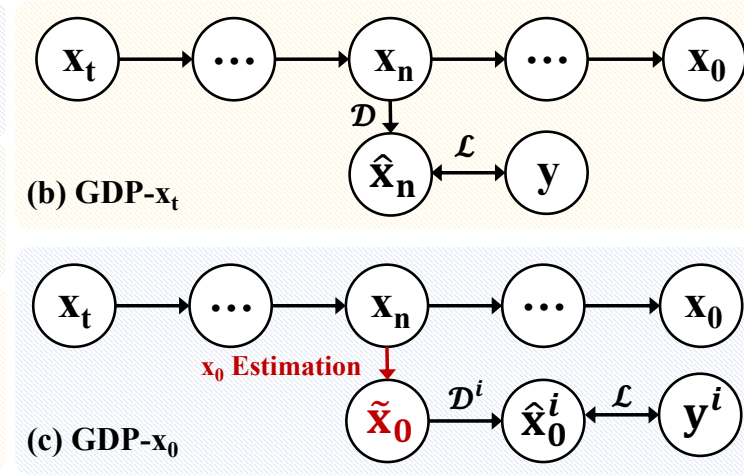 x_t ⋯ x_n ⋯ x_0
𝒟
ℒ
x̂_n y
(b) GDP-x_t
x_t ⋯ x_n ⋯ x_0
x_0 Estimation
𝒟^i ℒ
x̃_0 x̂_0^i y^i
(c) GDP-x_0